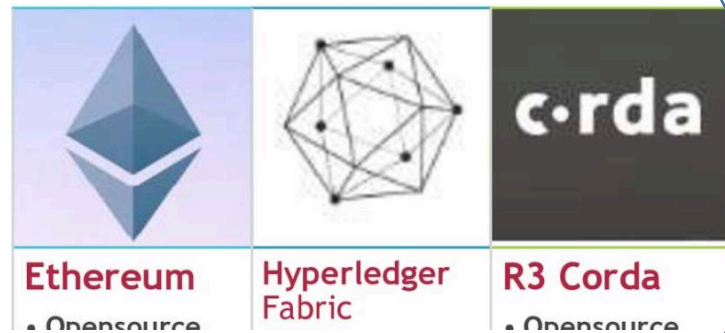 c•rda
Ethereum
• Opensource
Hyperledger
Fabric
R3 Corda
• Opensource